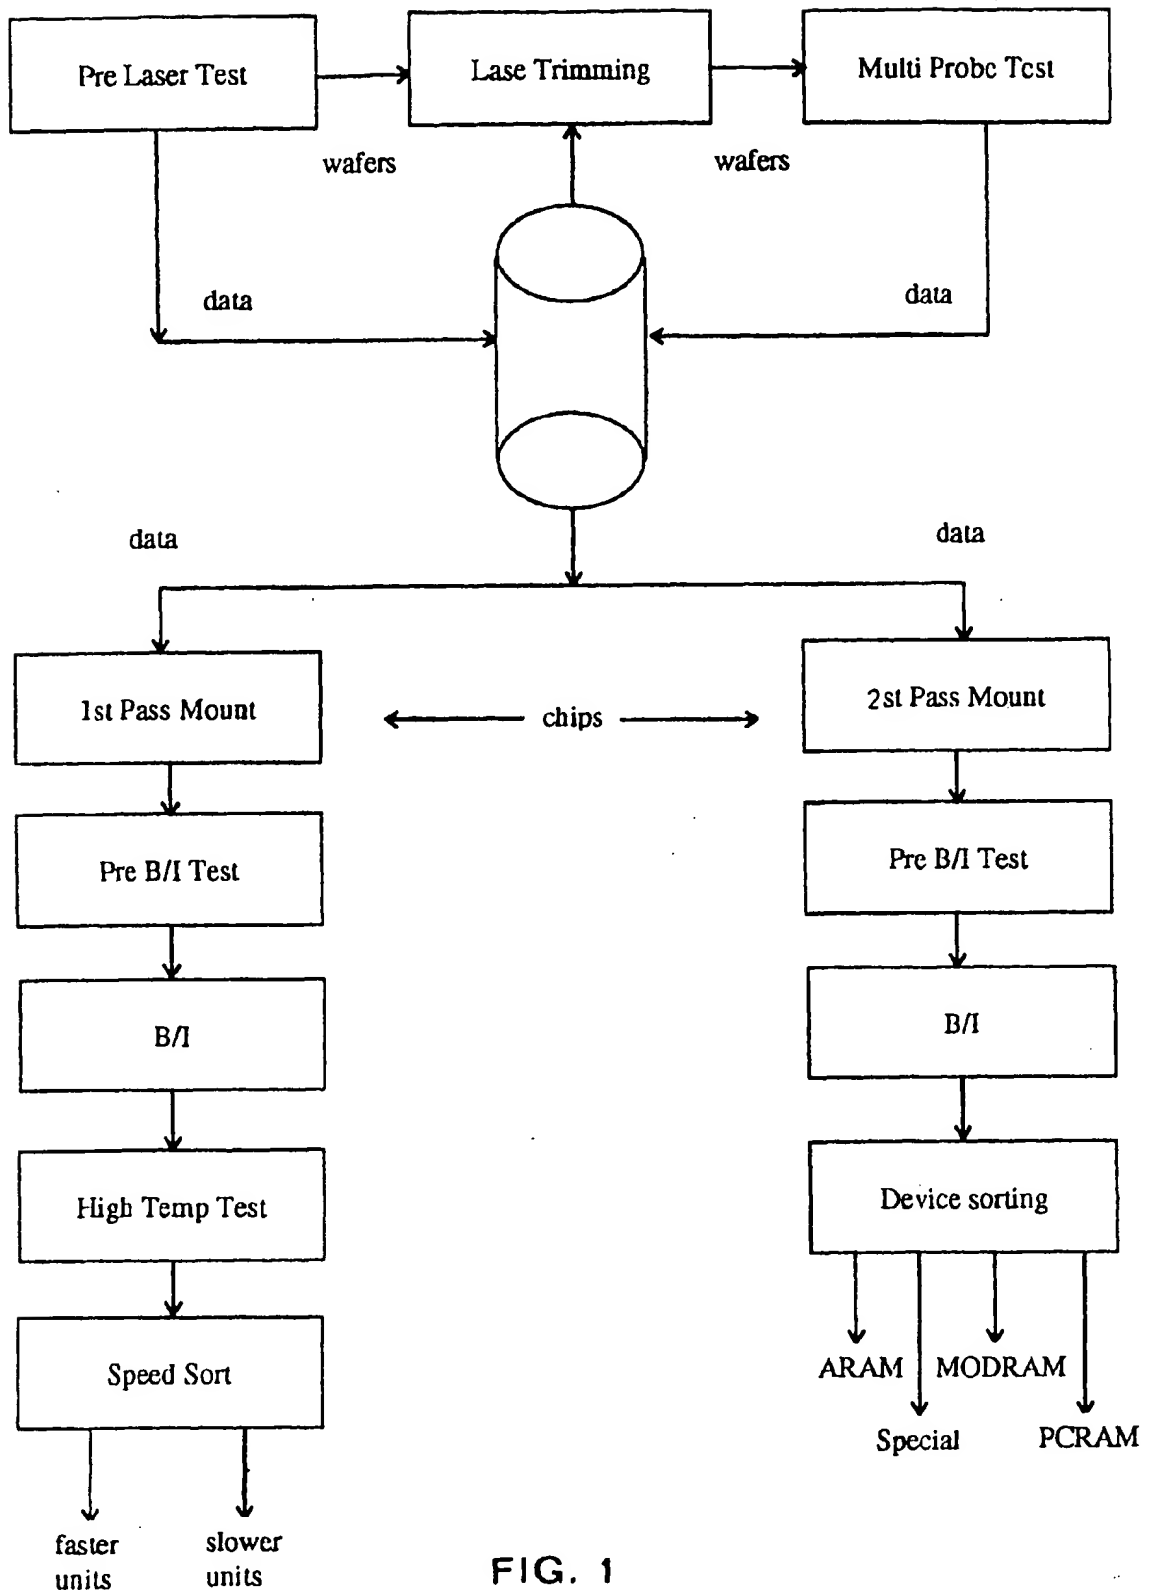 Pre Laser Test
Lase Trimming
Multi Probe Test
wafers
wafers
data
data
data
data
1st Pass Mount
chips
2st Pass Mount
Pre B/I Test
Pre B/I Test
B/I
B/I
High Temp Test
Device sorting
Speed Sort
ARAM
MODRAM
Special
PCRAM
faster
units
slower
units
FIG. 1